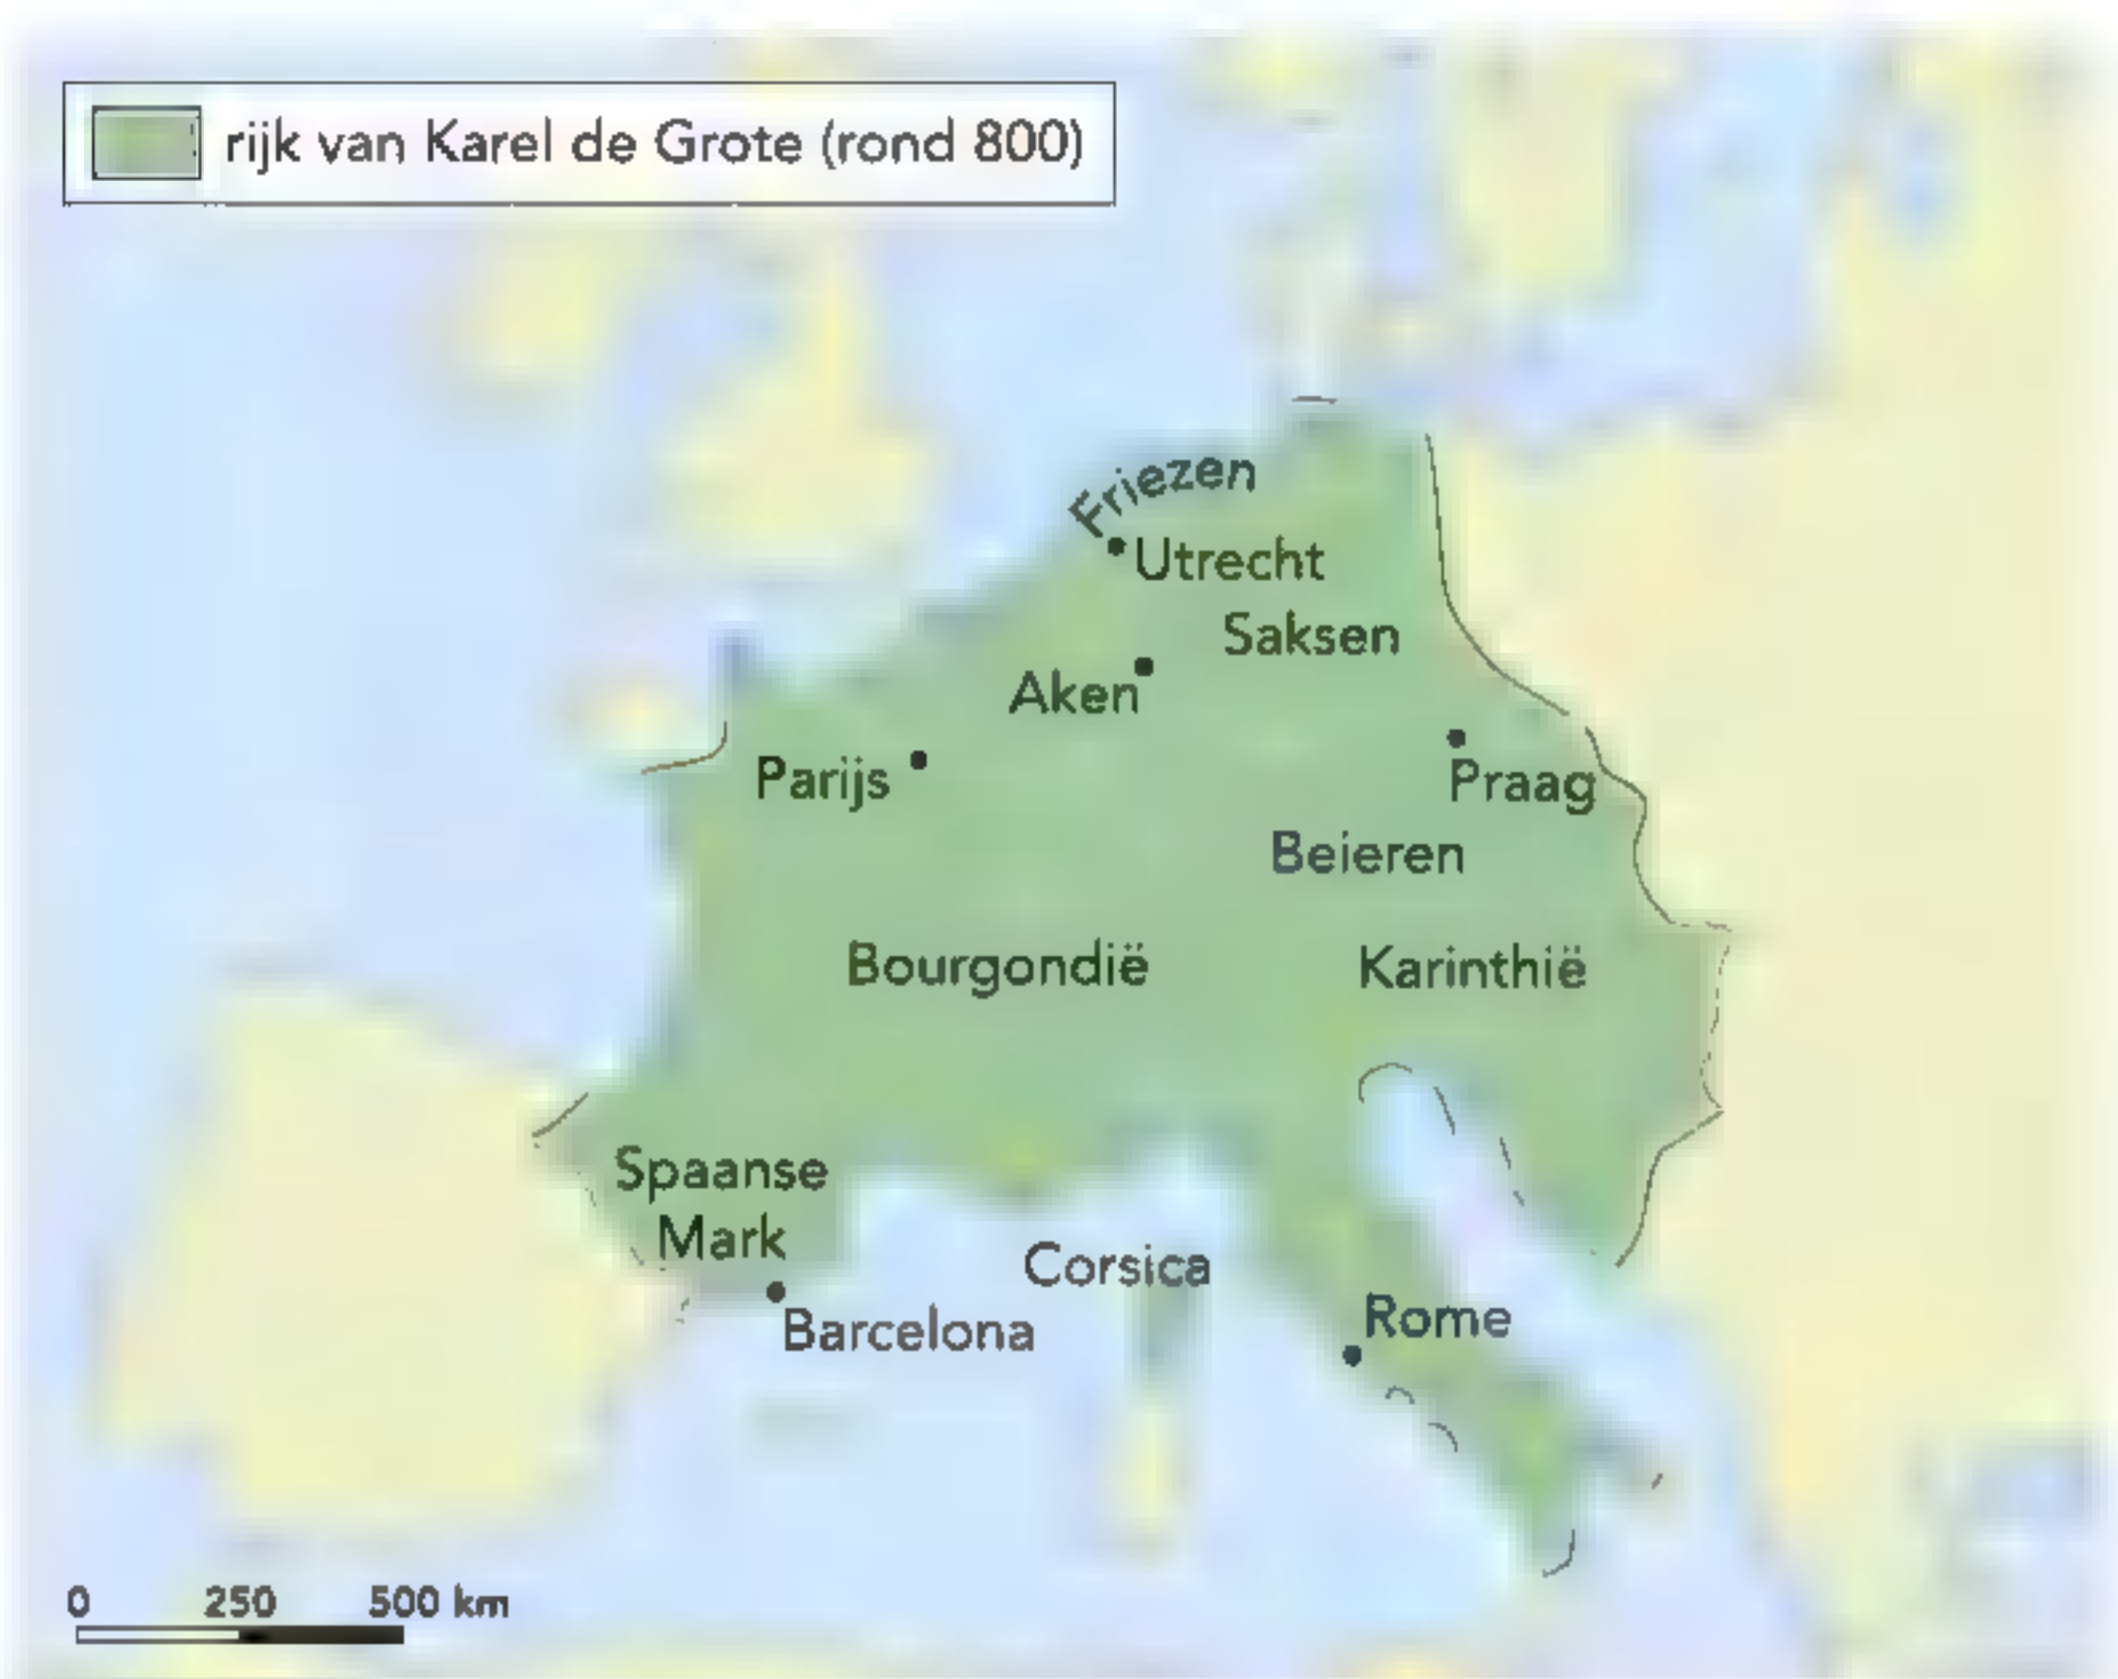 rijk van Karel de Grote (rond 800)
Friezen
Utrecht
Saksen
Aken
Parijs
Praag
Beieren
Bourgondië
Karinthië
Spaanse
Mark
Corsica
Barcelona
Rome
0 250 500 km